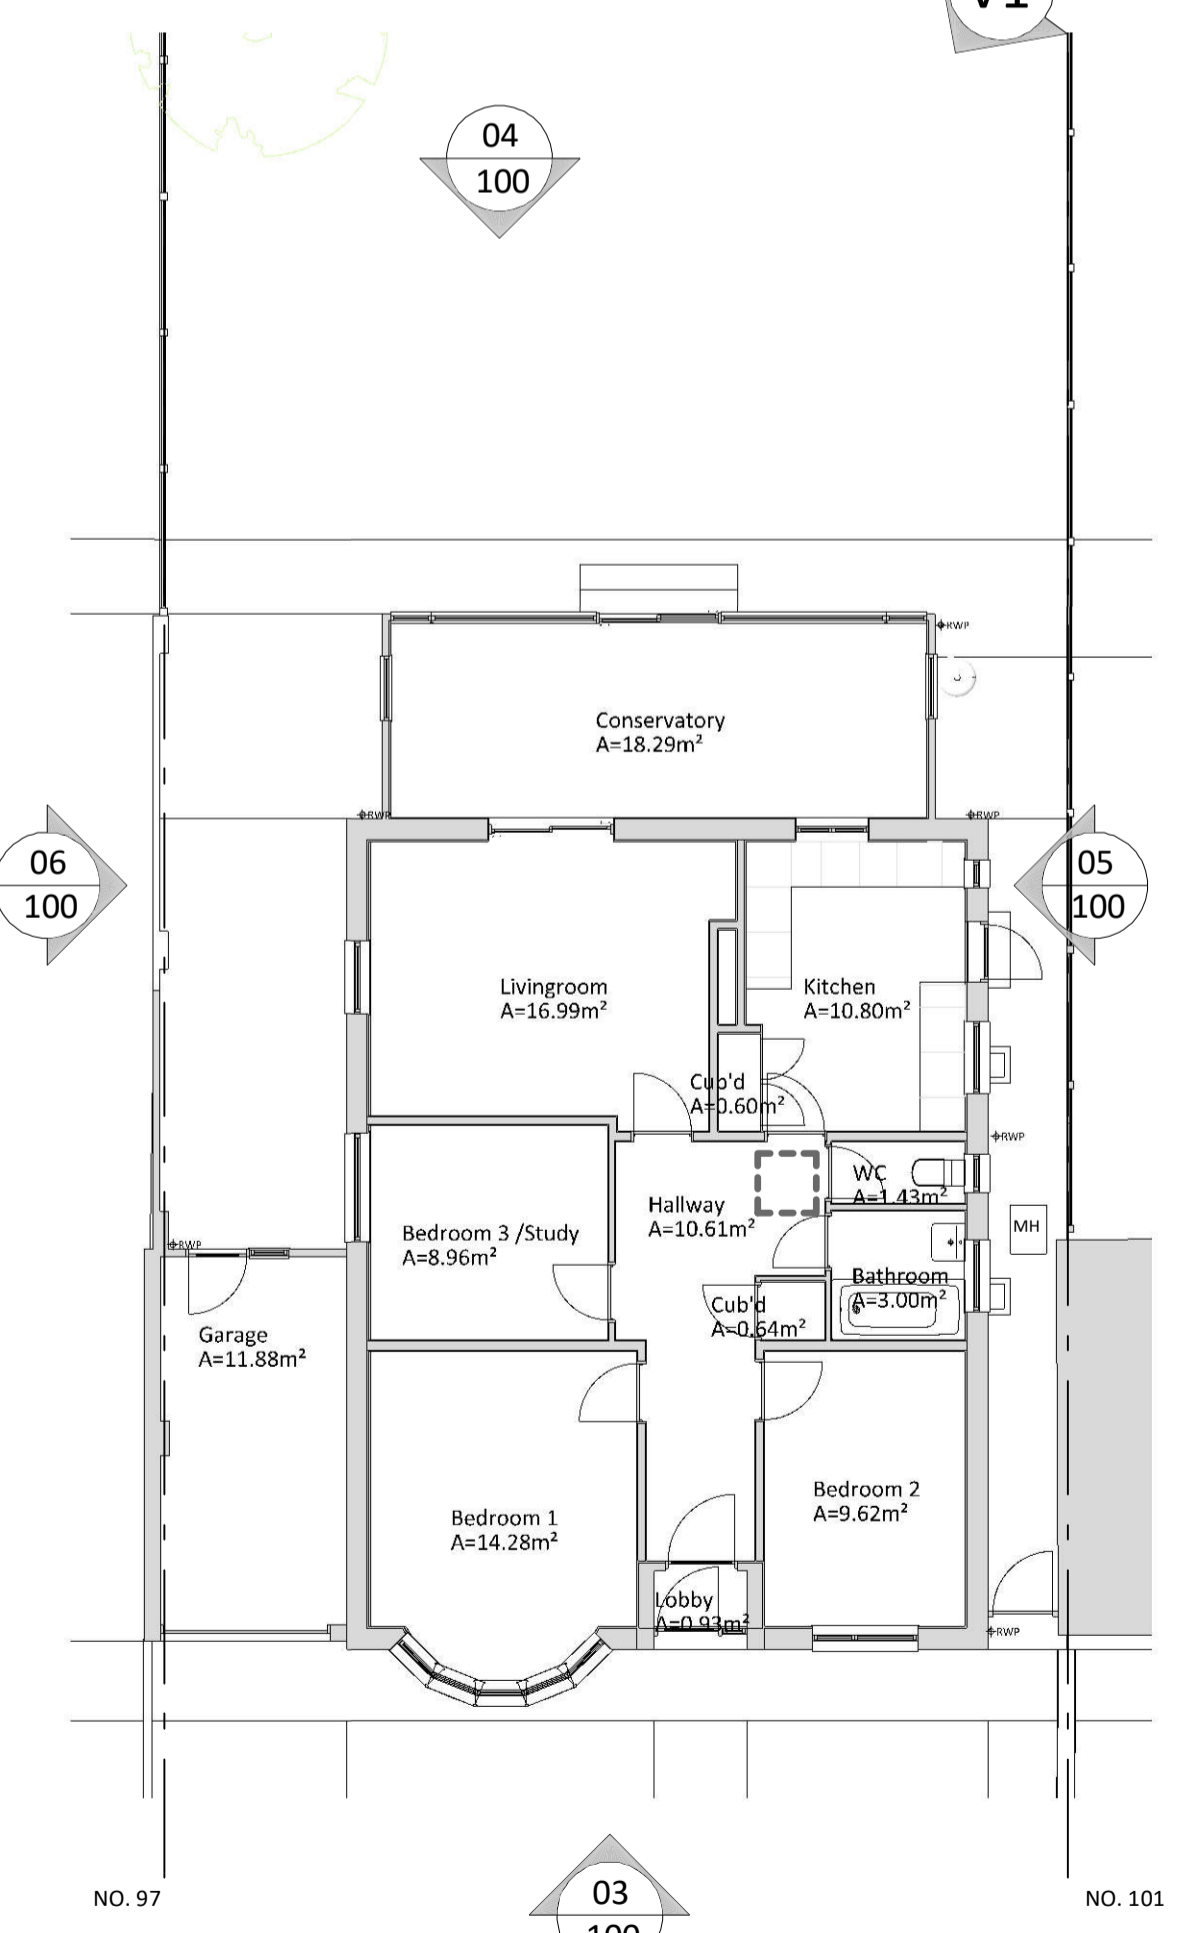 V1
04
100
RWP
Conservatory
A=18.29m²
RWP
RWP
06
100
05
100
Livingroom
A=16.99m²
Kitchen
A=10.80m²
Cub'd
A=0.60m²
RWP
WC
A=1.43m²
Hallway
A=10.61m²
MH
Bedroom 3 /Study
A=8.96m²
RWP
Bathroom
A=3.00m²
Cub'd
A=0.64m²
Garage
A=11.88m²
Bedroom 2
A=9.62m²
Bedroom 1
A=14.28m²
Lobby
A=0.93m²
RWP
NO. 97
03
100
NO. 101